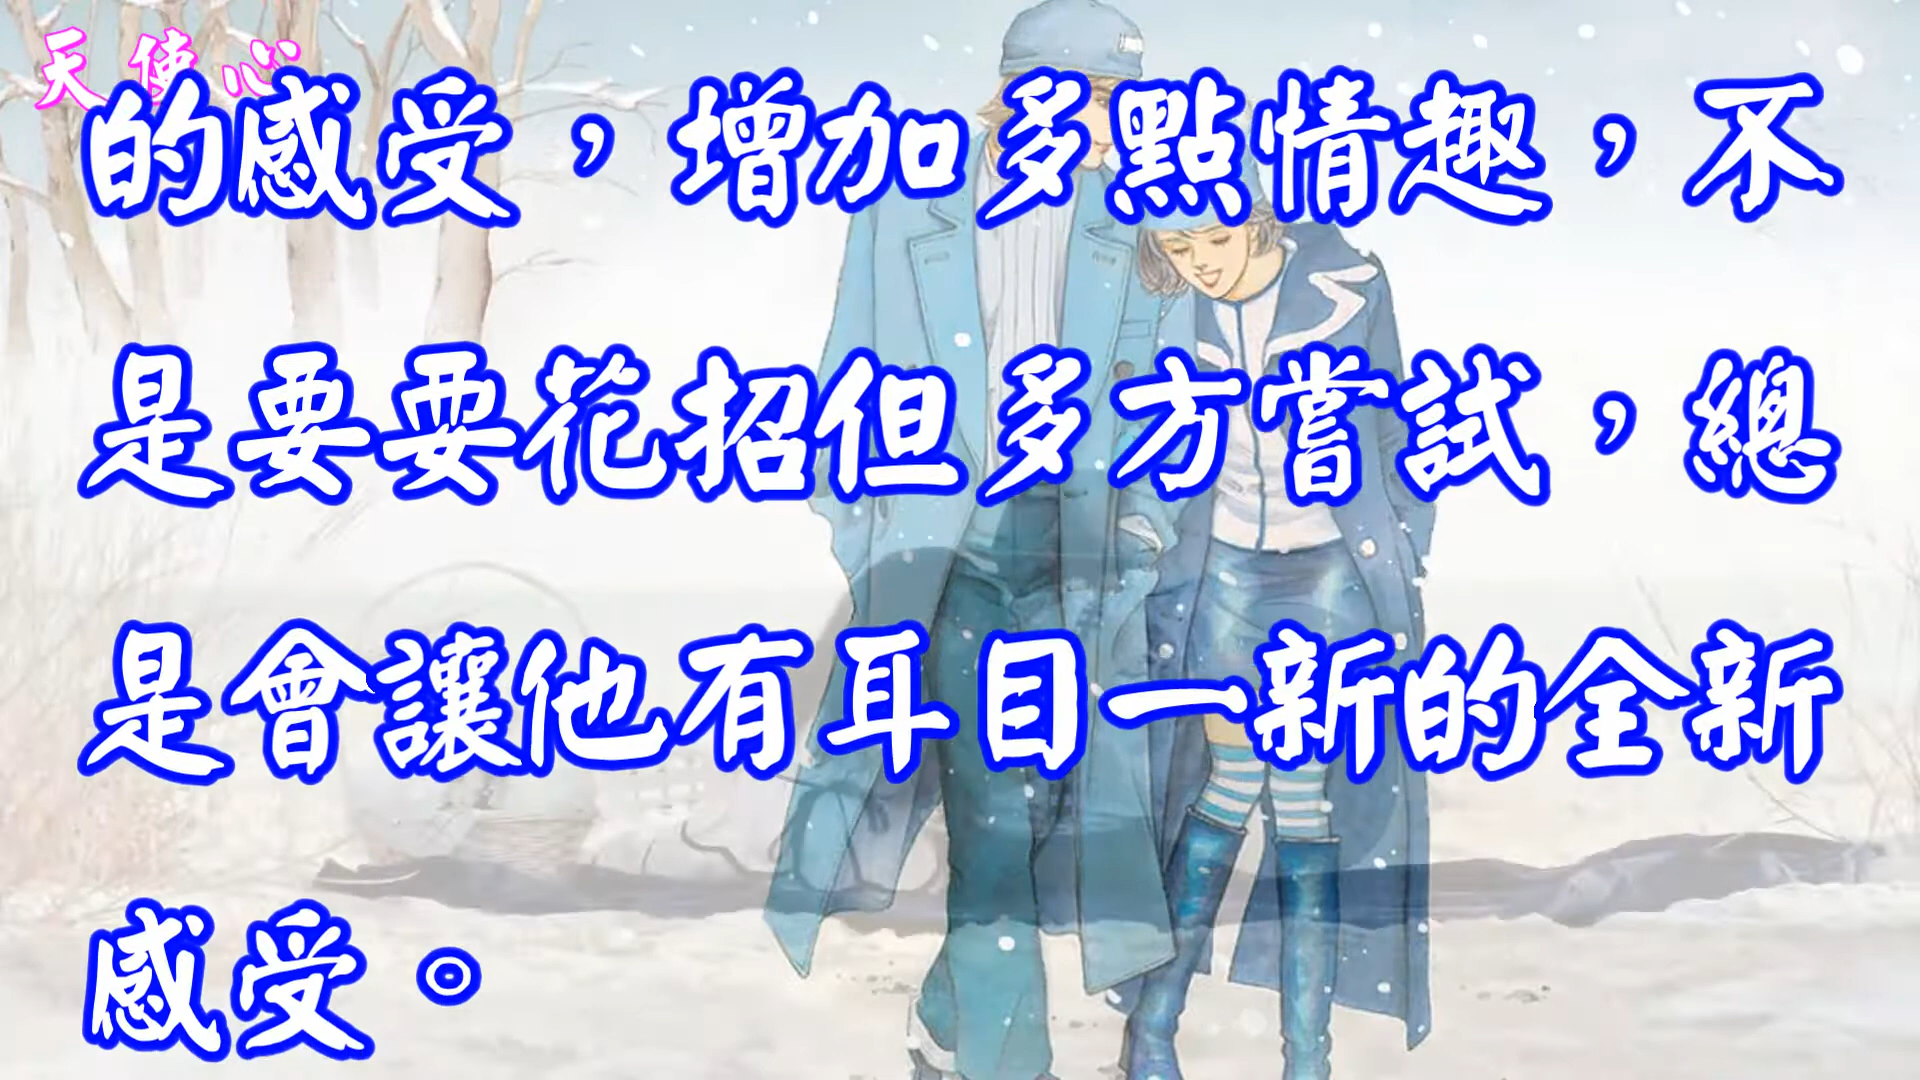 天使心
的感受，增加多點情趣，不
是要耍花招但多方嘗試，總
是會讓他有耳目一新的全新
感受。